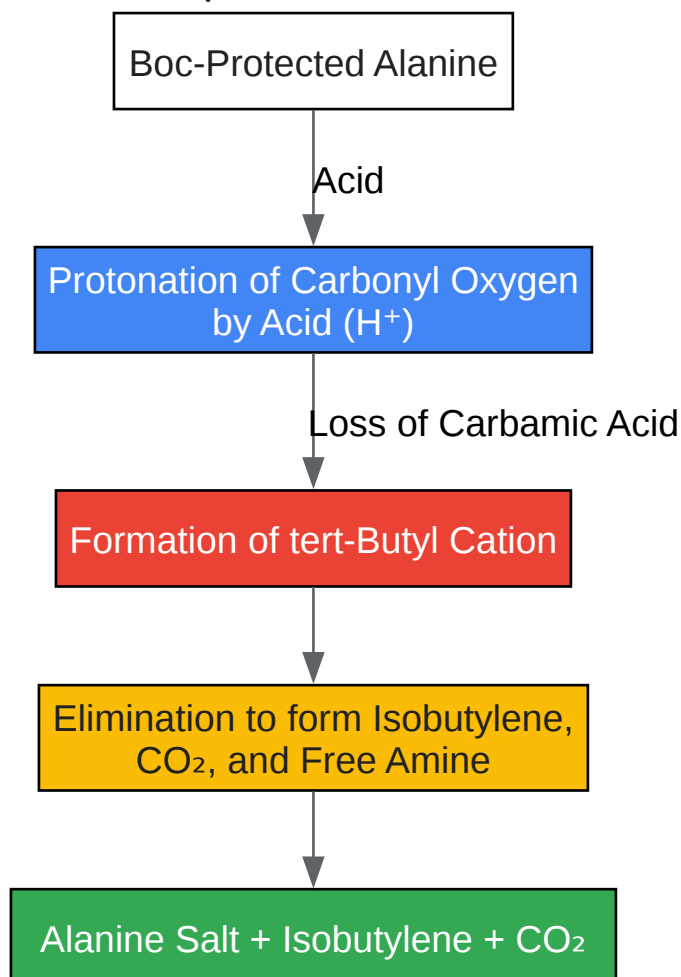 Boc-Protected Alanine
Acid
Protonation of Carbonyl Oxygen
by Acid (H⁺)
Loss of Carbamic Acid
Formation of tert-Butyl Cation
Elimination to form Isobutylene,
CO₂, and Free Amine
Alanine Salt + Isobutylene + CO₂